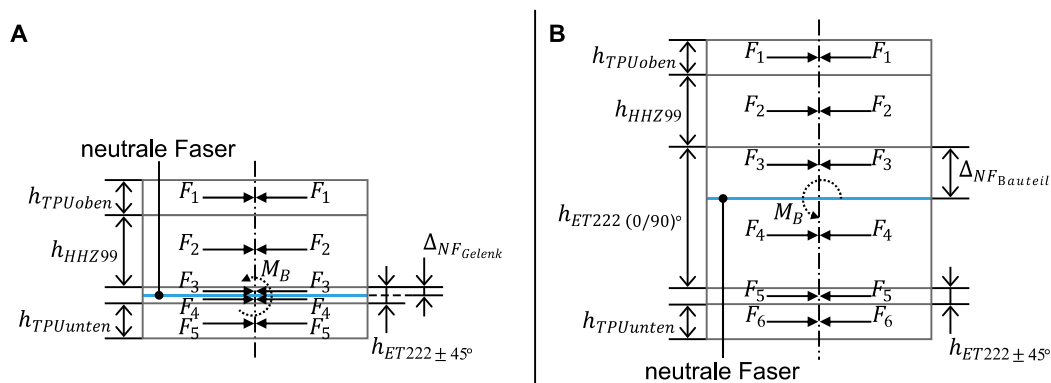 A
neutrale Faser
h_TPUoben
h_HHZ99
h_TPUunten
F_1 F_1
F_2 F_2
M_B
F_3 F_3
F_4 F_4
F_5 F_5
Δ_NF_Gelenk
h_ET222 ± 45°
B
h_TPUoben
h_HHZ99
h_ET222 (0/90)°
h_TPUunten
F_1 F_1
F_2 F_2
F_3 F_3
M_B
F_4 F_4
F_5 F_5
F_6 F_6
Δ_NF_Bauteil
h_ET222 ± 45°
neutrale Faser